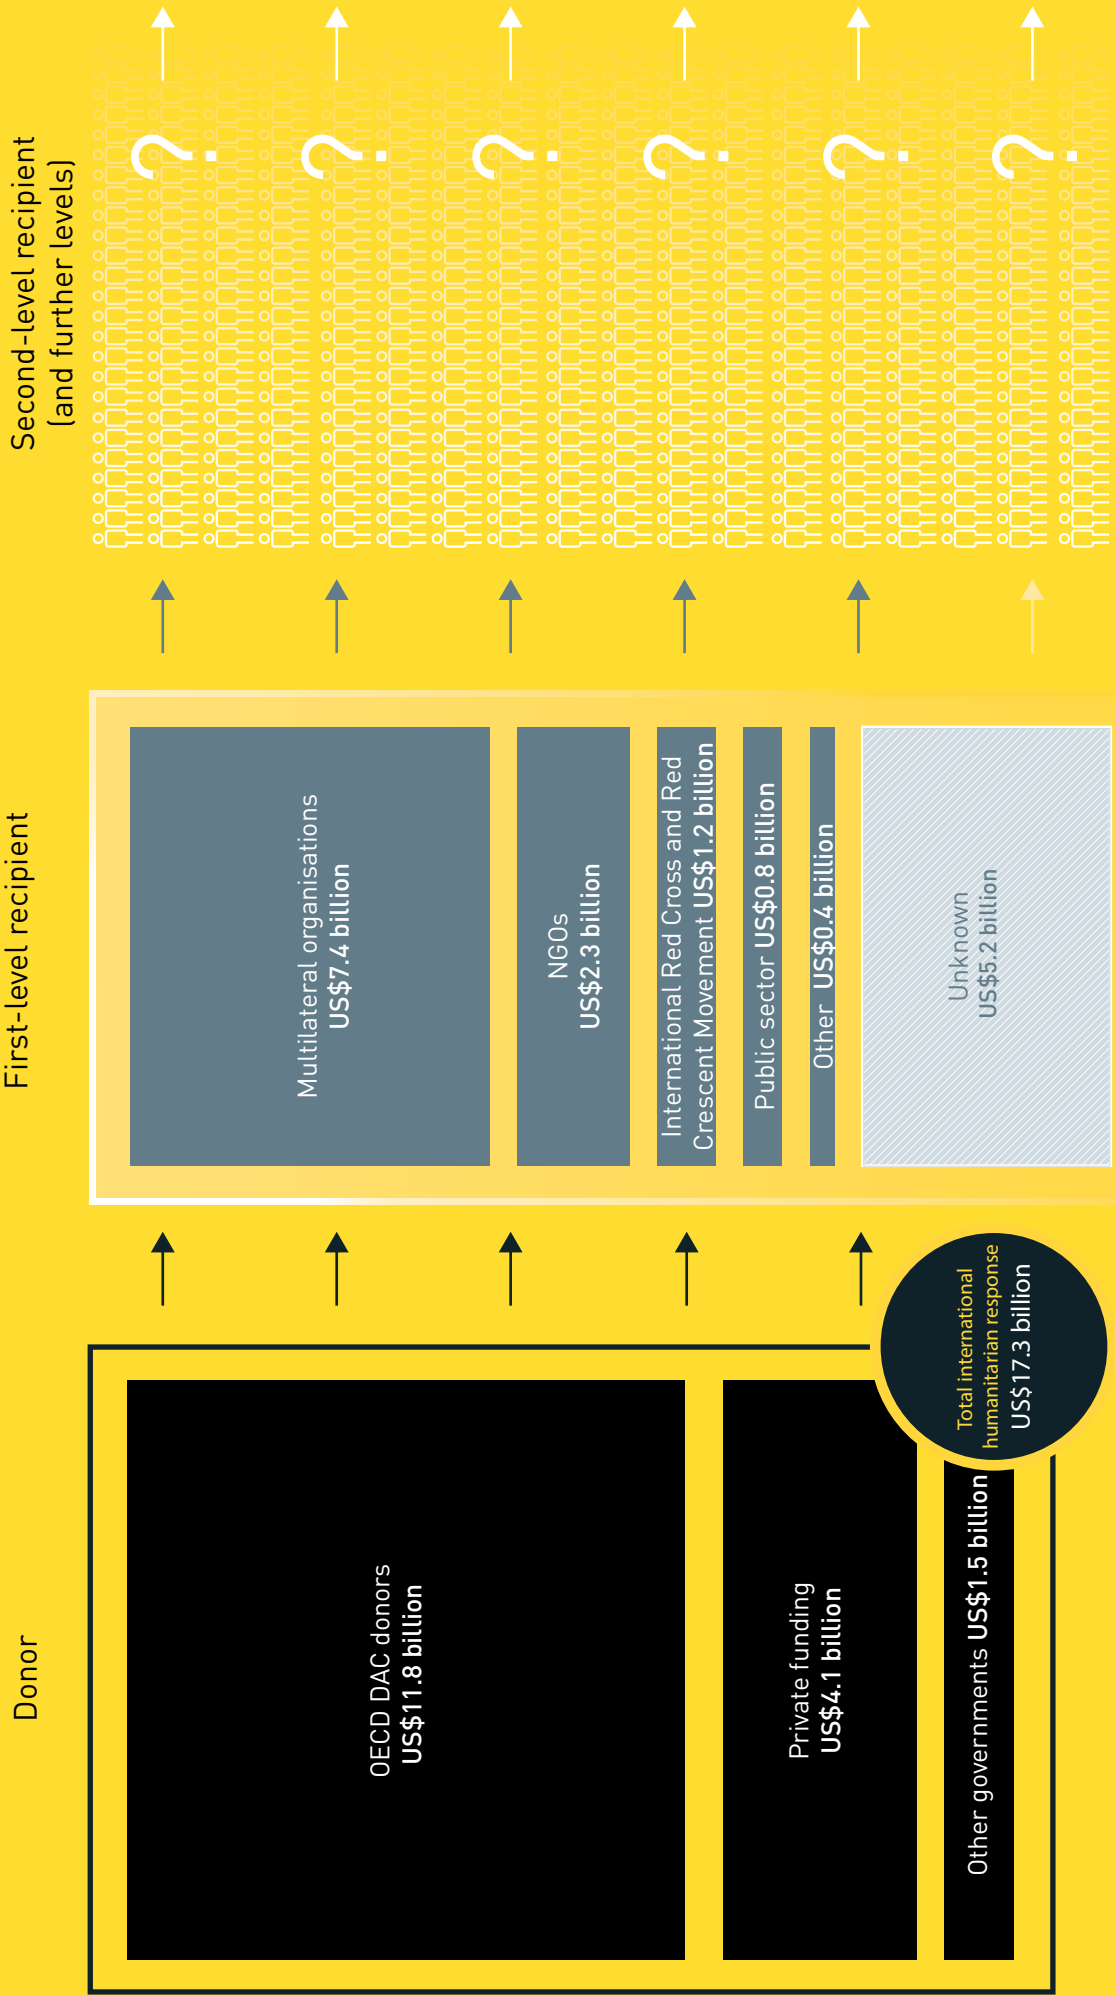 Donor
OECD DAC donors
US$11.8 billion
Private funding
US$4.1 billion
Other governments US$1.5 billion
Total international
humanitarian response
US$17.3 billion
First-level recipient
Multilateral organisations
US$7.4 billion
NGOs
US$2.3 billion
International Red Cross and Red
Crescent Movement US$1.2 billion
Public sector US$0.8 billion
Other US$0.4 billion
Unknown
US$5.2 billion
Second-level recipient
(and further levels)
?
?
?
?
?
?